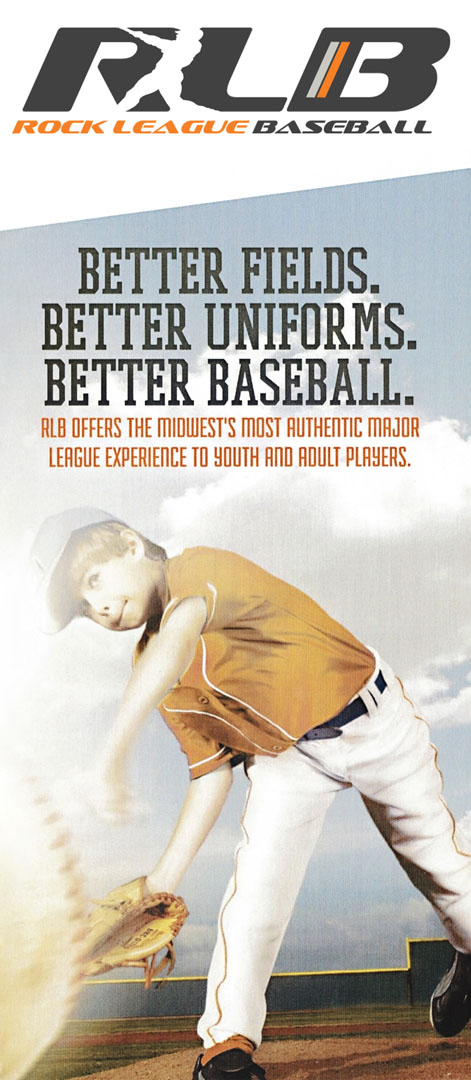 RLB
ROCK LEAGUE BASEBALL
BETTER FIELDS.
BETTER UNIFORMS.
BETTER BASEBALL.
RLB OFFERS THE MIDWEST'S MOST AUTHENTIC MAJOR
LEAGUE EXPERIENCE TO YOUTH AND ADULT PLAYERS.